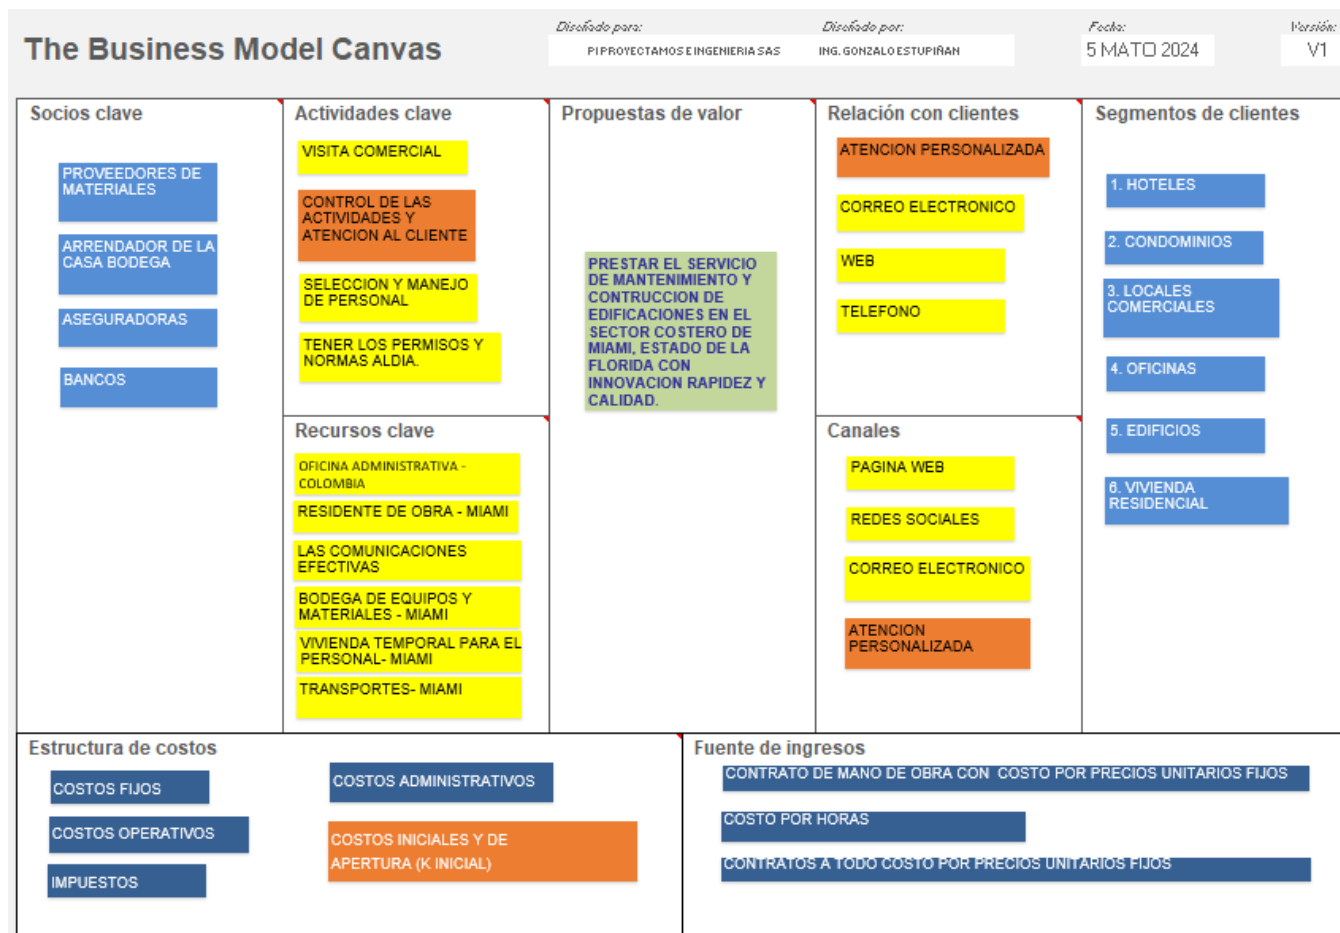 The Business Model Canvas
Diseñado para:
PI PROYECTAMOS E INGENIERIA SAS
Diseñado por:
ING. GONZALO ESTUPIÑAN
Fecha:
5 MATO 2024
Versión:
V1
Socios clave
PROVEEDORES DE
MATERIALES
ARRENDADOR DE LA
CASA BODEGA
ASEGURADORAS
BANCOS
Actividades clave
VISITA COMERCIAL
CONTROL DE LAS
ACTIVIDADES Y
ATENCION AL CLIENTE
SELECCION Y MANEJO
DE PERSONAL
TENER LOS PERMISOS Y
NORMAS ALDIA.
Recursos clave
OFICINA ADMINISTRATIVA -
COLOMBIA
RESIDENTE DE OBRA - MIAMI
LAS COMUNICACIONES
EFECTIVAS
BODEGA DE EQUIPOS Y
MATERIALES - MIAMI
VIVIENDA TEMPORAL PARA EL
PERSONAL- MIAMI
TRANSPORTES- MIAMI
Propuestas de valor
PRESTAR EL SERVICIO
DE MANTENIMIENTO Y
CONTRUCCION DE
EDIFICACIONES EN EL
SECTOR COSTERO DE
MIAMI, ESTADO DE LA
FLORIDA CON
INNOVACION RAPIDEZ Y
CALIDAD.
Relación con clientes
ATENCION PERSONALIZADA
CORREO ELECTRONICO
WEB
TELEFONO
Canales
PAGINA WEB
REDES SOCIALES
CORREO ELECTRONICO
ATENCION
PERSONALIZADA
Segmentos de clientes
1. HOTELES
2. CONDOMINIOS
3. LOCALES
COMERCIALES
4. OFICINAS
5. EDIFICIOS
6. VIVIENDA
RESIDENCIAL
Estructura de costos
COSTOS FIJOS
COSTOS OPERATIVOS
IMPUESTOS
COSTOS ADMINISTRATIVOS
COSTOS INICIALES Y DE
APERTURA (K INICIAL)
Fuente de ingresos
CONTRATO DE MANO DE OBRA CON COSTO POR PRECIOS UNITARIOS FIJOS
COSTO POR HORAS
CONTRATOS A TODO COSTO POR PRECIOS UNITARIOS FIJOS